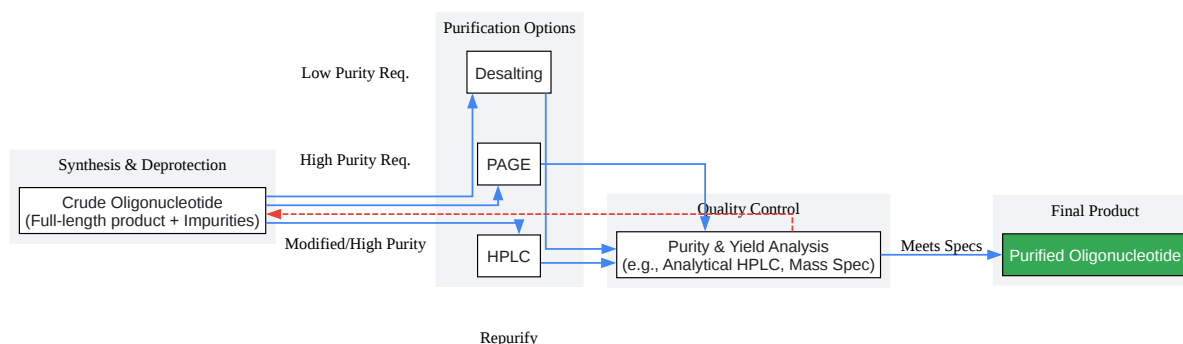 Purification Options
Low Purity Req.
Desalting
Synthesis & Deprotection
High Purity Req.
PAGE
Crude Oligonucleotide
(Full-length product + Impurities)
Modified/High Purity
HPLC
Quality Control
Purity & Yield Analysis
(e.g., Analytical HPLC, Mass Spec)
Meets Specs
Final Product
Purified Oligonucleotide
Repurify